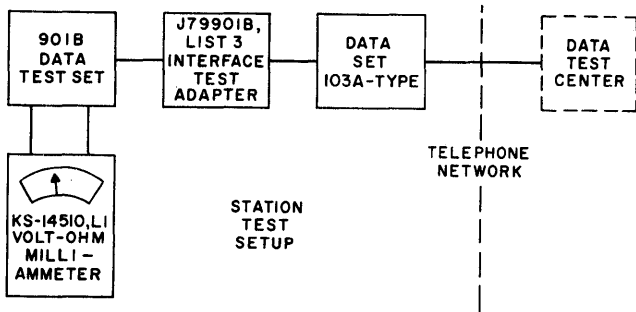 901B
DATA
TEST SET
J79901B,
LIST 3
INTERFACE
TEST
ADAPTER
DATA
SET
103A-TYPE
DATA
TEST
CENTER
TELEPHONE
NETWORK
KS-14510,L1
VOLT-OHM
MILLI-
AMMETER
STATION
TEST
SETUP